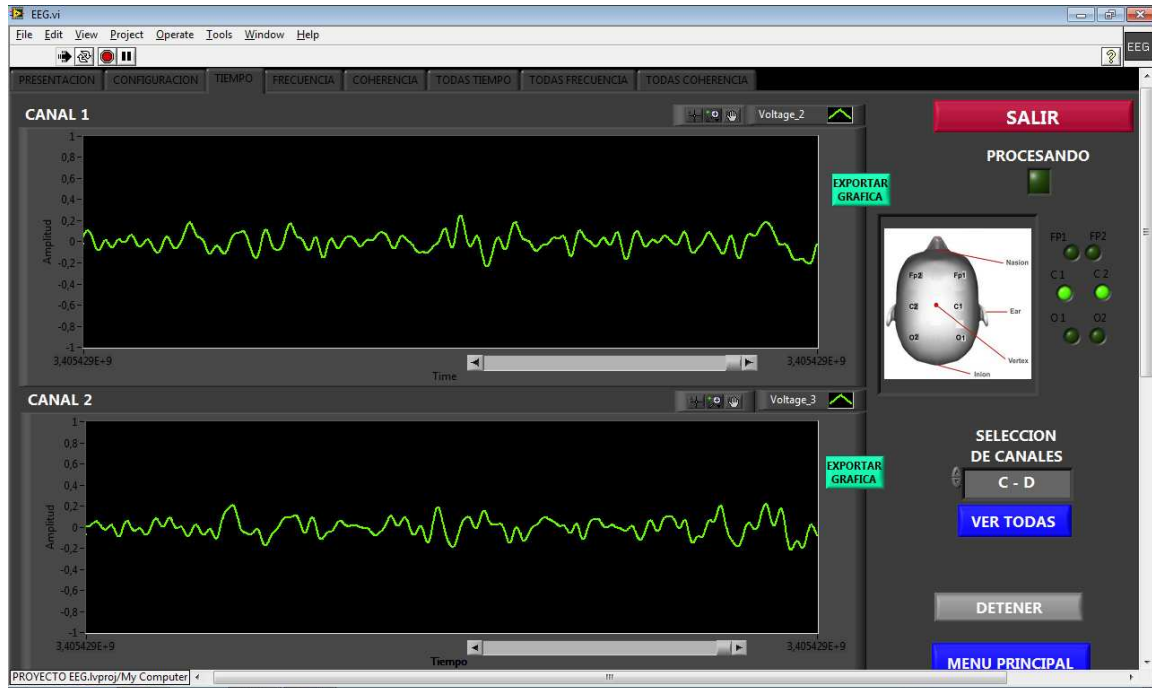 EEG.vi
File Edit View Project Operate Tools Window Help
EEG
PRESENTACION CONFIGURACION TIEMPO FRECUENCIA COHERENCIA TODAS TIEMPO TODAS FRECUENCIA TODAS COHERENCIA
CANAL 1
Voltage_2
1
0,8
0,6
0,4
0,2
0
-0,2
-0,4
-0,6
-0,8
-1
Amplitud
3,405429E+9
3,405429E+9
Time
EXPORTAR
GRAFICA
CANAL 2
Voltage_3
1
0,8
0,6
0,4
0,2
0
-0,2
-0,4
-0,6
-0,8
-1
Amplitud
3,405429E+9
3,405429E+9
Tiempo
EXPORTAR
GRAFICA
SALIR
PROCESANDO
Nasion
Fp2 Fp1
C2 C1
Ear
O2 O1
Vertex
Inion
FP1 FP2
C1 C2
O1 O2
SELECCION
DE CANALES
C - D
VER TODAS
DETENER
MENU PRINCIPAL
PROYECTO EEG.lvproj/My Computer